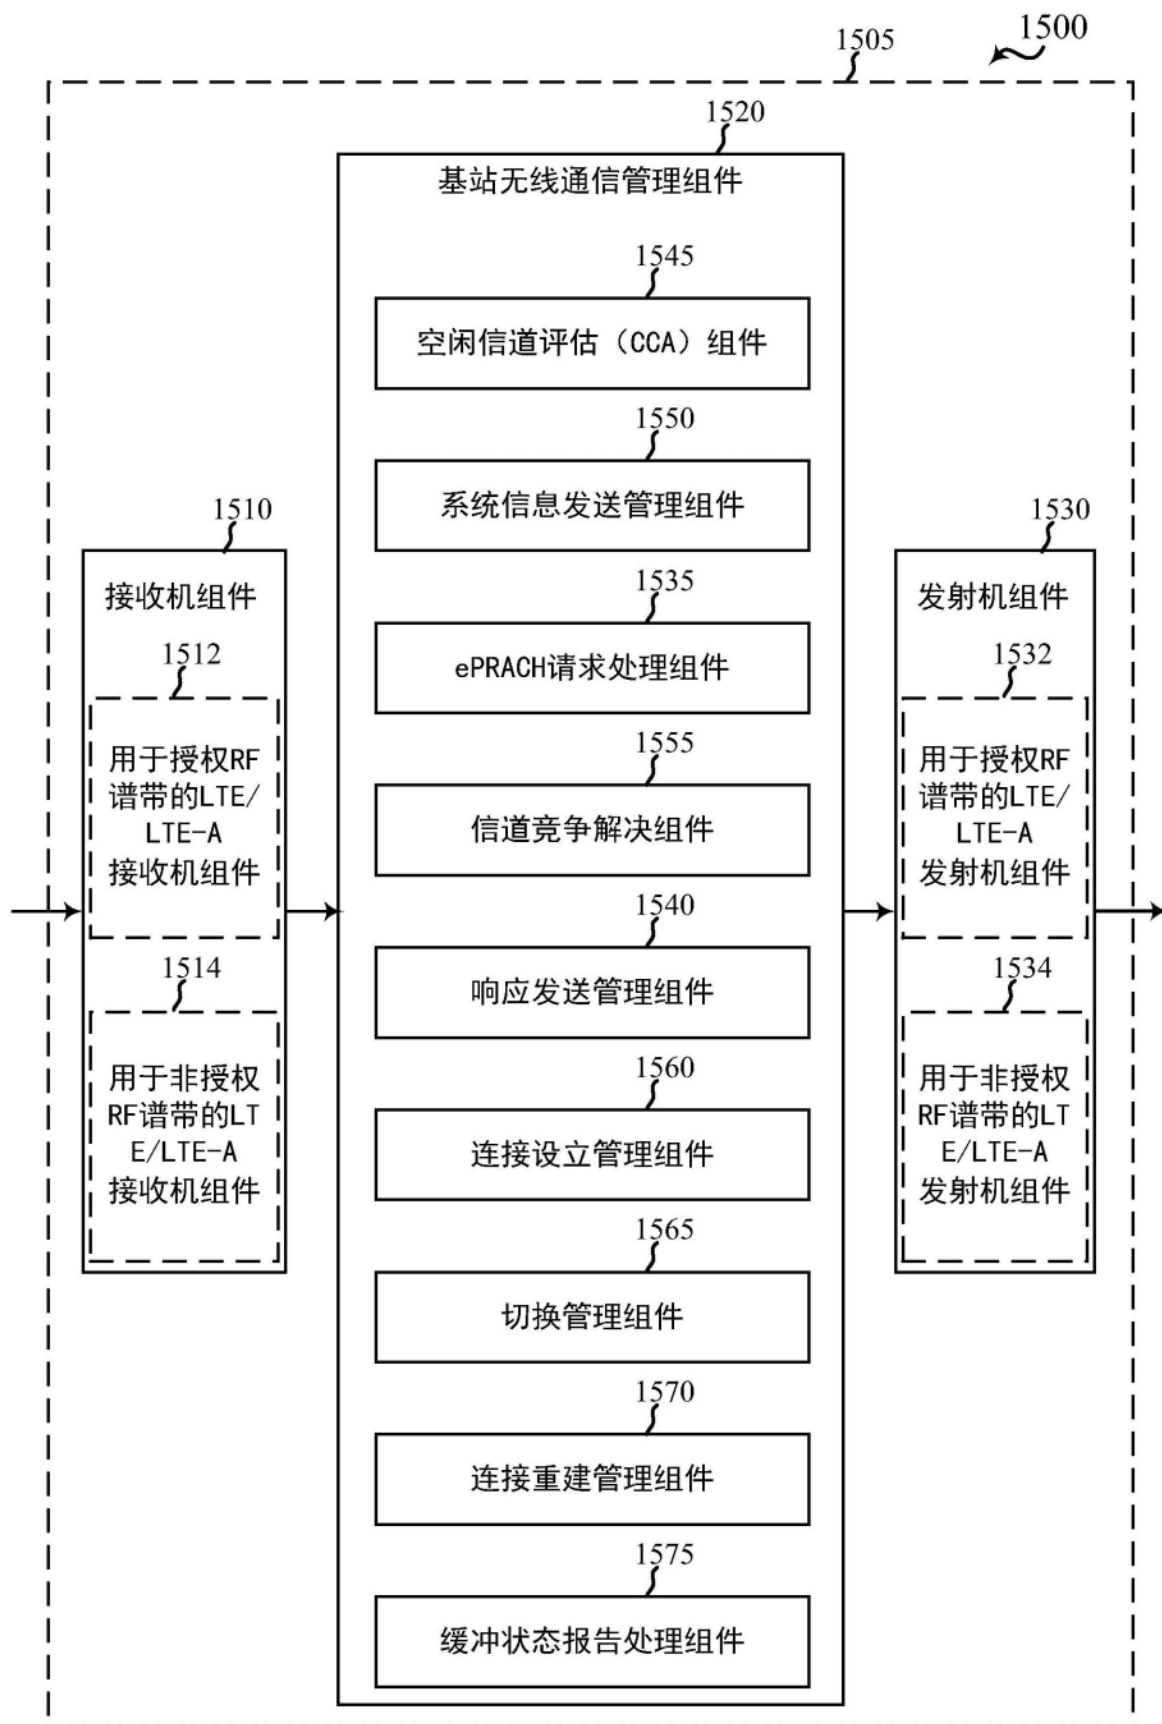 1500
1505
1520
基站无线通信管理组件
1545
空闲信道评估（CCA）组件
1550
系统信息发送管理组件
1510
接收机组件
1530
发射机组件
1535
ePRACH请求处理组件
1512
用于授权RF
谱带的LTE/
LTE-A
接收机组件
1532
用于授权RF
谱带的LTE/
LTE-A
发射机组件
1555
信道竞争解决组件
1540
响应发送管理组件
1514
用于非授权
RF谱带的LT
E/LTE-A
接收机组件
1534
用于非授权
RF谱带的LT
E/LTE-A
发射机组件
1560
连接设立管理组件
1565
切换管理组件
1570
连接重建管理组件
1575
缓冲状态报告处理组件